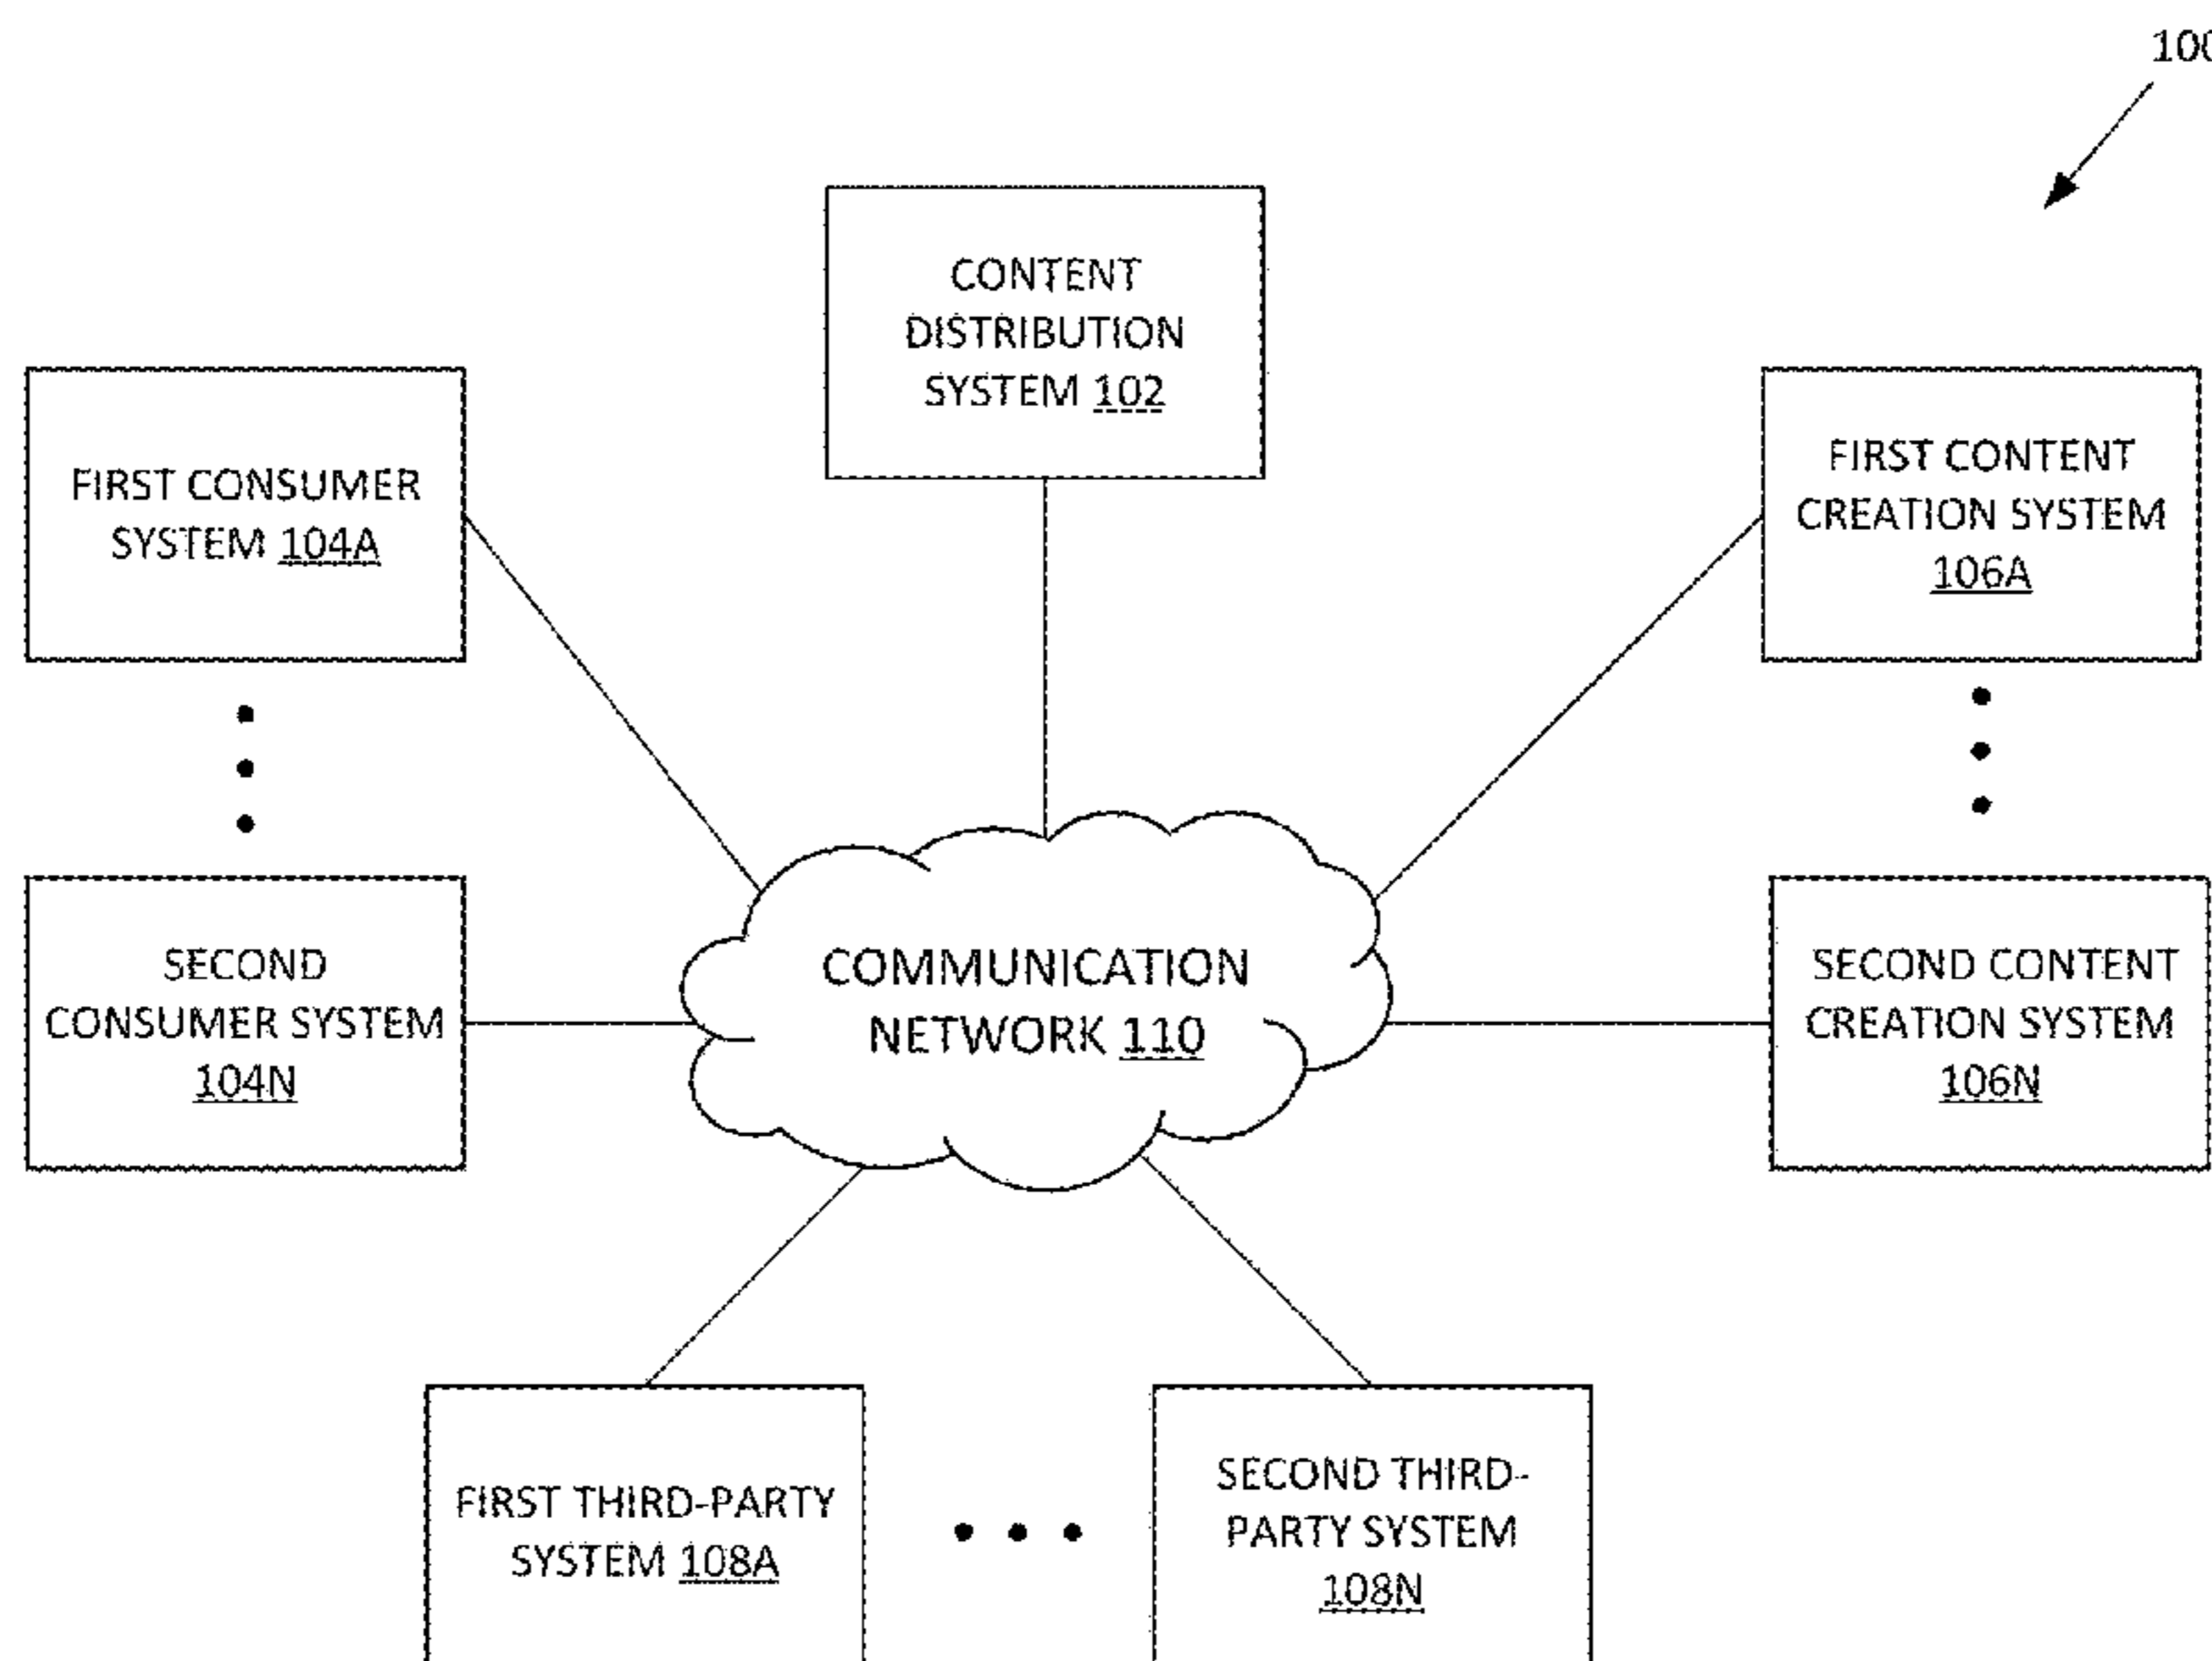 100
CONTENT
DISTRIBUTION
SYSTEM 102
FIRST CONSUMER
SYSTEM 104A
FIRST CONTENT
CREATION SYSTEM
106A
SECOND
CONSUMER SYSTEM
104N
COMMUNICATION
NETWORK 110
SECOND CONTENT
CREATION SYSTEM
106N
FIRST THIRD-PARTY
SYSTEM 108A
SECOND THIRD-
PARTY SYSTEM
108N